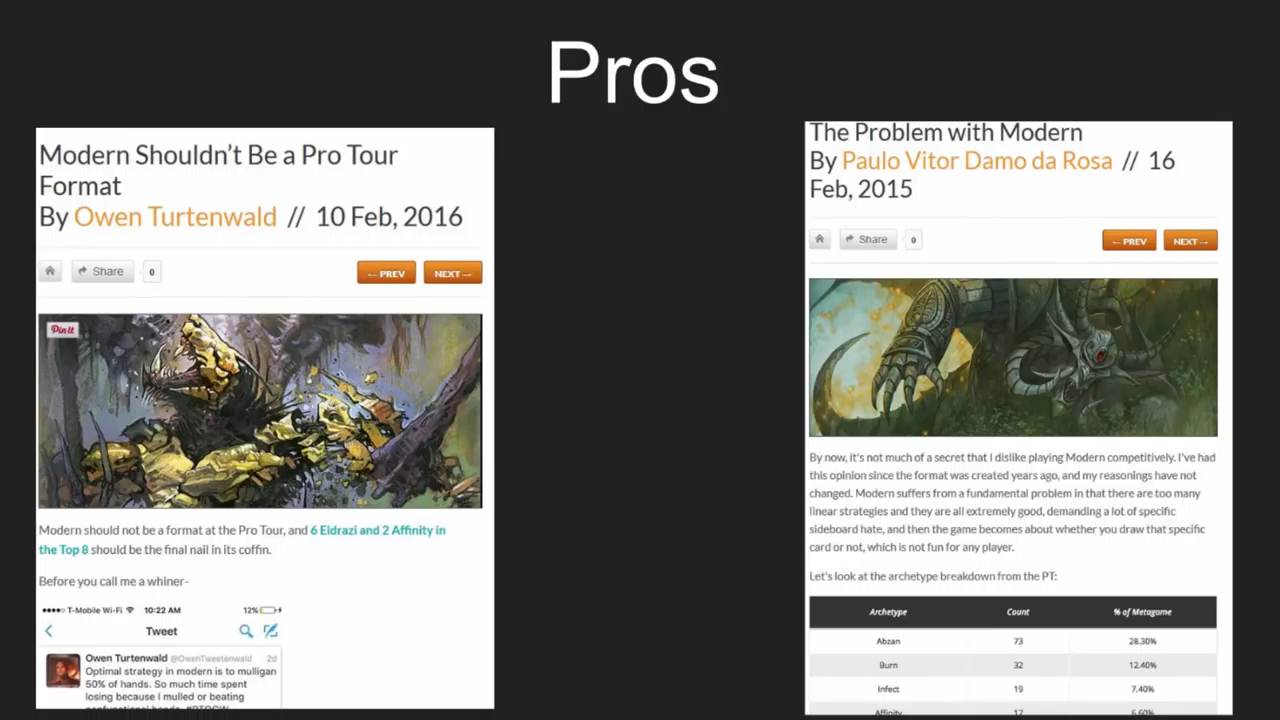 Pros
Modern Shouldn't Be a Pro Tour
Format
By Owen Turtenwald // 10 Feb, 2016
Share
0
← PREV
NEXT →
Pin it
Modern should not be a format at the Pro Tour, and 6 Eldrazi and 2 Affinity in
the Top 8 should be the final nail in its coffin.
Before you call me a whiner-
T-Mobile Wi-Fi 10:22 AM 12%
Tweet
Owen Turtenwald @OwenTweetenwald 2d
Optimal strategy in modern is to mulligan
50% of hands. So much time spent
losing because I mulled or beating
The Problem with Modern
By Paulo Vitor Damo da Rosa // 16
Feb, 2015
Share
0
← PREV
NEXT →
By now, it's not much of a secret that I dislike playing Modern competitively. I've had
this opinion since the format was created years ago, and my reasonings have not
changed. Modern suffers from a fundamental problem in that there are too many
linear strategies and they are all extremely good, demanding a lot of specific
sideboard hate, and then the game becomes about whether you draw that specific
card or not, which is not fun for any player.
Let's look at the archetype breakdown from the PT:
Archetype Count % of Metagame
Abzan 73 28.30%
Burn 32 12.40%
Infect 19 7.40%
Affinity 17 6.60%